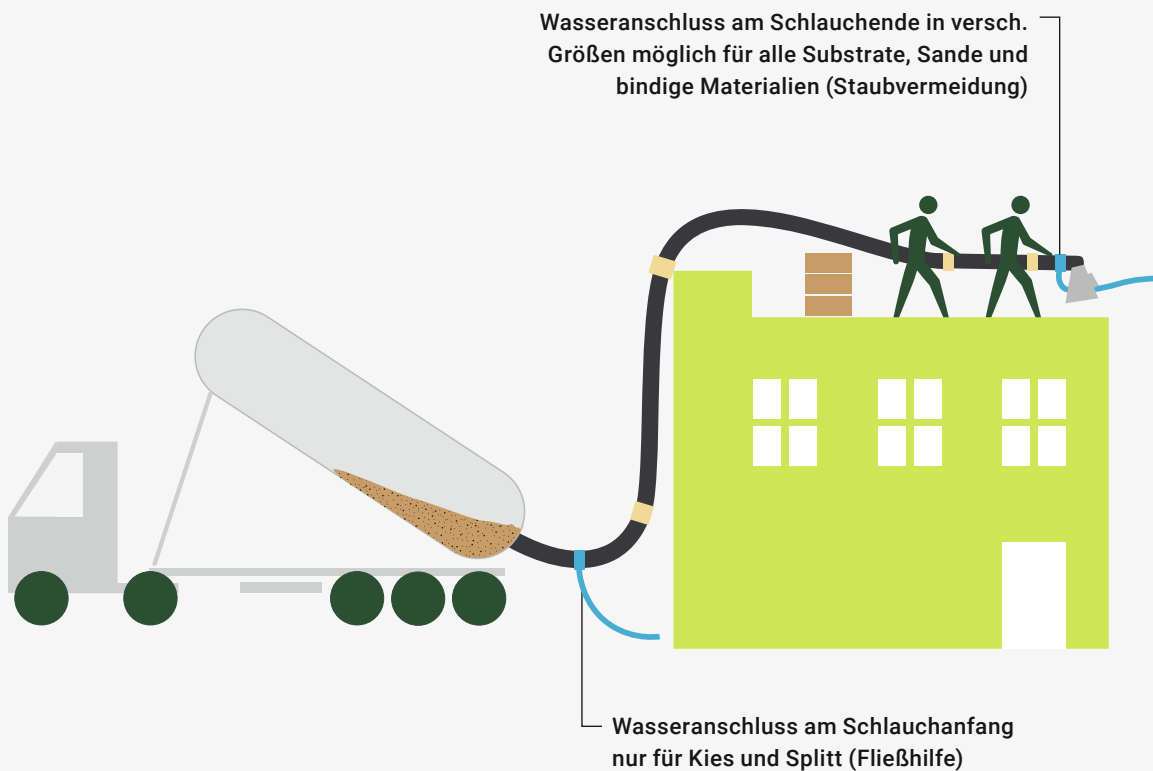 Wasseranschluss am Schlauchende in versch.
Größen möglich für alle Substrate, Sande und
bindige Materialien (Staubvermeidung)
Wasseranschluss am Schlauchanfang
nur für Kies und Splitt (Fließhilfe)